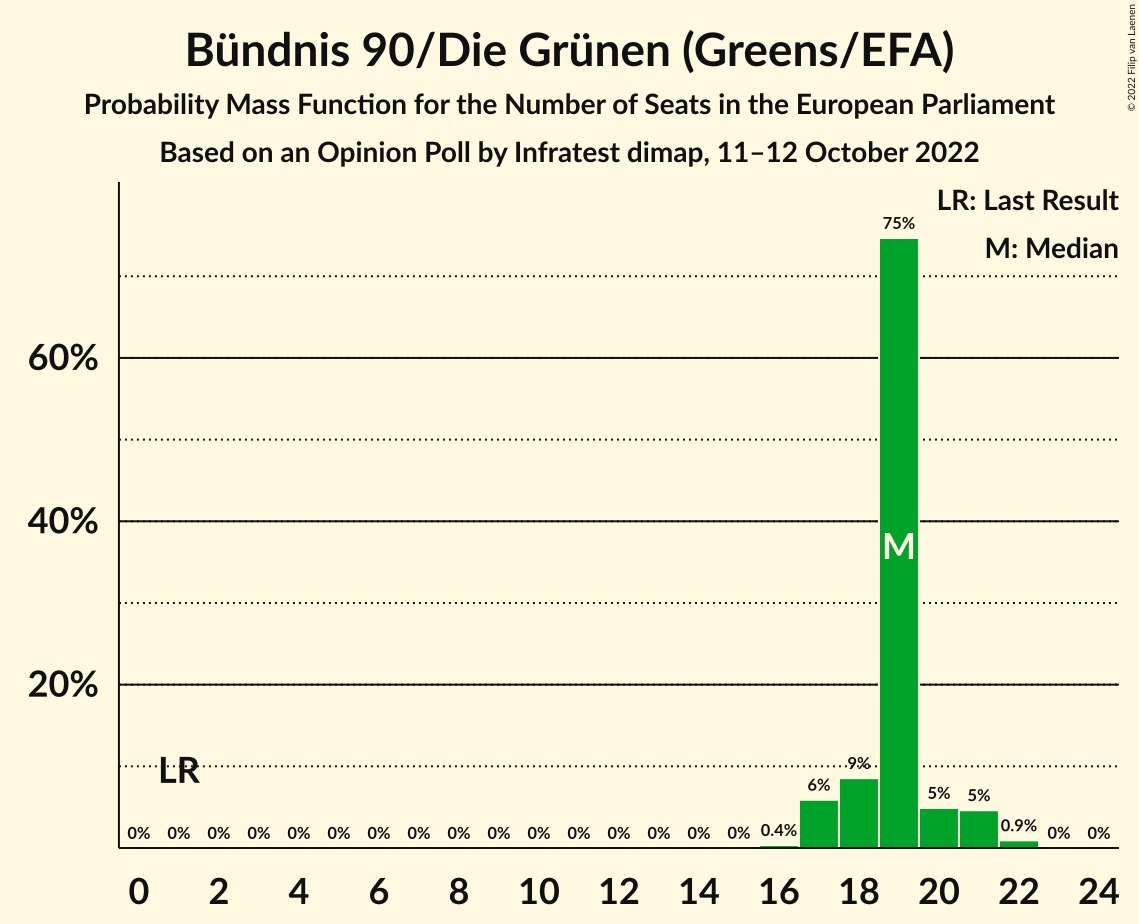 Bündnis 90/Die Grünen (Greens/EFA)
Probability Mass Function for the Number of Seats in the European Parliament
Based on an Opinion Poll by Infratest dimap, 11–12 October 2022
© 2022 Filip van Laenen
LR: Last Result
M: Median
75%
60%
40%
M
20%
LR
9%
6%
5%
5%
0% 0% 0% 0% 0% 0% 0% 0% 0% 0% 0% 0% 0% 0% 0% 0% 0.4% 0.9% 0% 0%
0 2 4 6 8 10 12 14 16 18 20 22 24